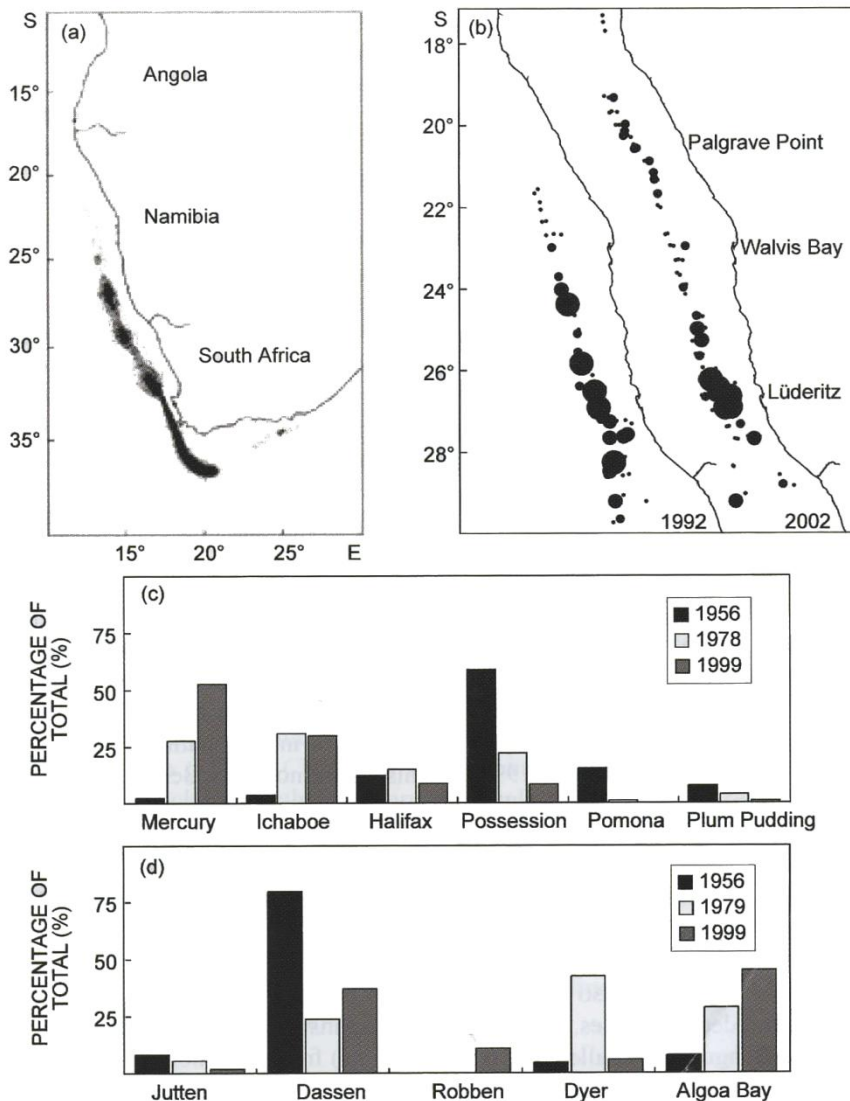 S
(a)
Angola
15°
20°
Namibia
25°
30°
South Africa
35°
15° 20° 25° E
S
(b)
18°
20°
Palgrave Point
22°
Walvis Bay
24°
26°
Lüderitz
28°
1992 2002
(c)
PERCENTAGE OF
TOTAL (%)
75
50
25
1956
1978
1999
Mercury Ichaboe Halifax Possession Pomona Plum Pudding
(d)
PERCENTAGE OF
TOTAL (%)
75
50
25
1956
1979
1999
Jutten Dassen Robben Dyer Algoa Bay